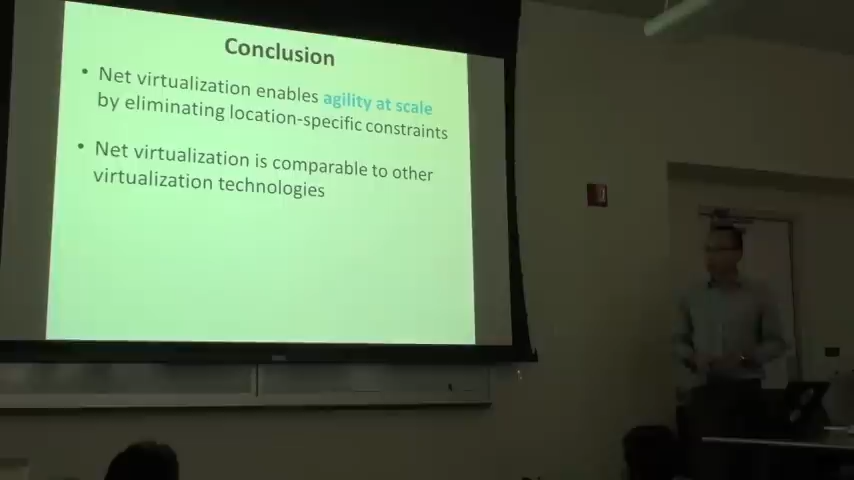 Conclusion
• Net virtualization enables agility at scale
by eliminating location-specific constraints
• Net virtualization is comparable to other
virtualization technologies